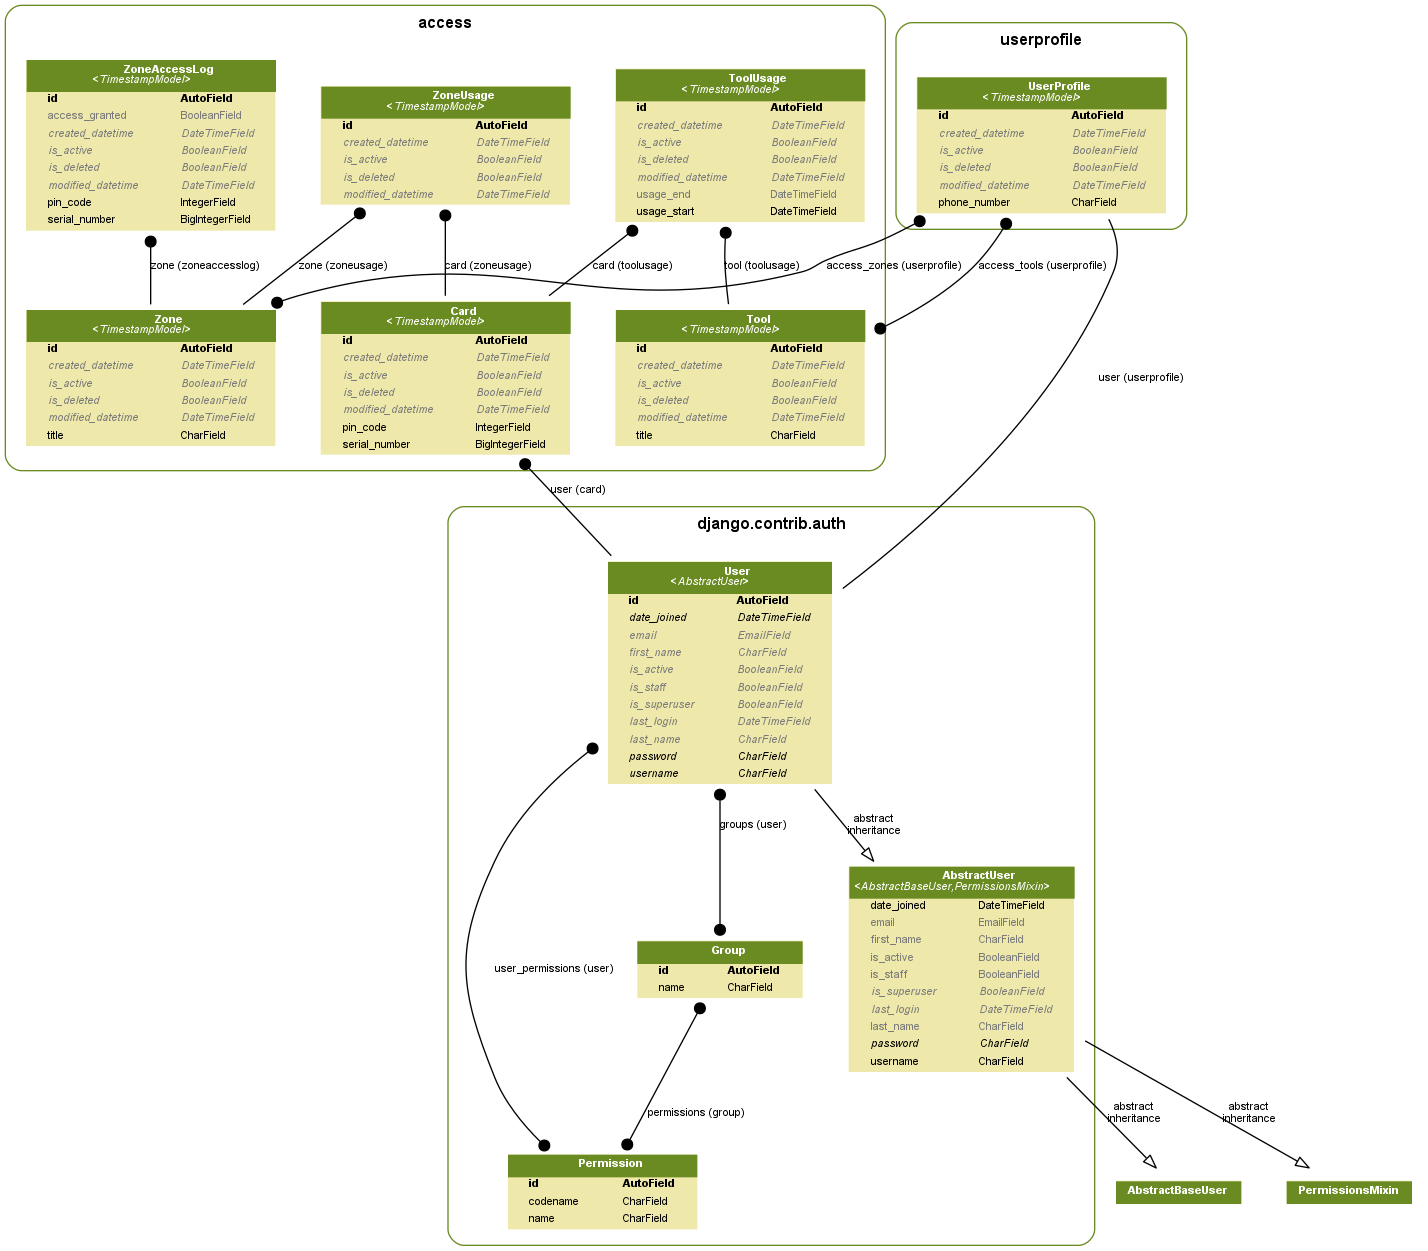 access
ZoneAccessLog
<TimestampModel>
id AutoField
access_granted BooleanField
created_datetime DateTimeField
is_active BooleanField
is_deleted BooleanField
modified_datetime DateTimeField
pin_code IntegerField
serial_number BigIntegerField
ZoneUsage
<TimestampModel>
id AutoField
created_datetime DateTimeField
is_active BooleanField
is_deleted BooleanField
modified_datetime DateTimeField
ToolUsage
<TimestampModel>
id AutoField
created_datetime DateTimeField
is_active BooleanField
is_deleted BooleanField
modified_datetime DateTimeField
usage_end DateTimeField
usage_start DateTimeField
userprofile
UserProfile
<TimestampModel>
id AutoField
created_datetime DateTimeField
is_active BooleanField
is_deleted BooleanField
modified_datetime DateTimeField
phone_number CharField
zone (zoneaccesslog)
zone (zoneusage)
card (zoneusage)
card (toolusage)
tool (toolusage)
access_zones (userprofile)
access_tools (userprofile)
Zone
<TimestampModel>
id AutoField
created_datetime DateTimeField
is_active BooleanField
is_deleted BooleanField
modified_datetime DateTimeField
title CharField
Card
<TimestampModel>
id AutoField
created_datetime DateTimeField
is_active BooleanField
is_deleted BooleanField
modified_datetime DateTimeField
pin_code IntegerField
serial_number BigIntegerField
Tool
<TimestampModel>
id AutoField
created_datetime DateTimeField
is_active BooleanField
is_deleted BooleanField
modified_datetime DateTimeField
title CharField
user (userprofile)
user (card)
django.contrib.auth
User
<AbstractUser>
id AutoField
date_joined DateTimeField
email EmailField
first_name CharField
is_active BooleanField
is_staff BooleanField
is_superuser BooleanField
last_login DateTimeField
last_name CharField
password CharField
username CharField
groups (user)
abstract
inheritance
AbstractUser
<AbstractBaseUser,PermissionsMixin>
date_joined DateTimeField
email EmailField
first_name CharField
is_active BooleanField
is_staff BooleanField
is_superuser BooleanField
last_login DateTimeField
last_name CharField
password CharField
username CharField
Group
id AutoField
name CharField
user_permissions (user)
permissions (group)
abstract
inheritance
abstract
inheritance
Permission
id AutoField
codename CharField
name CharField
AbstractBaseUser
PermissionsMixin